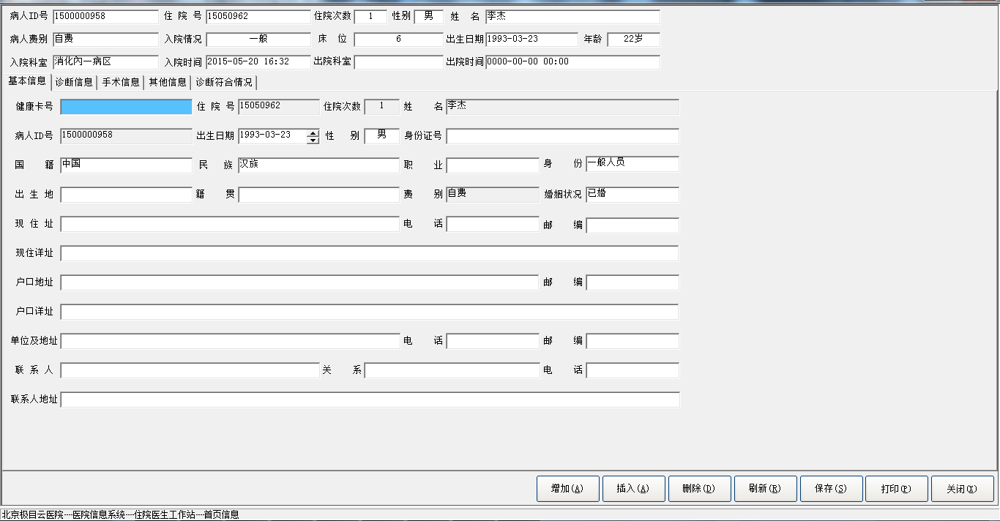 病人ID号 1500000958 住 院 号 15050962 住院次数 1 性别 男 姓 名 李杰
病人费别 自费 入院情况 一般 床 位 6 出生日期 1993-03-23 年龄 22岁
入院科室 消化内一病区 入院时间 2015-05-20 16:32 出院科室 出院时间 0000-00-00 00:00
基本信息 诊断信息 手术信息 其他信息 诊断符合情况
健康卡号 住 院 号 15050962 住院次数 1 姓 名 李杰
病人ID号 1500000958 出生日期 1993-03-23 性 别 男 身份证号
国 籍 中国 民 族 汉族 职 业 身 份 一般人员
出 生 地 籍 贯 费 别 自费 婚姻状况 已婚
现 住 址 电 话 邮 编
现住详址
户口地址 邮 编
户口详址
单位及地址 电 话 邮 编
联 系 人 关 系 电 话
联系人地址
增加(A) 插入(A) 删除(D) 刷新(R) 保存(S) 打印(P) 关闭(X)
北京极目云医院---医院信息系统---住院医生工作站---首页信息